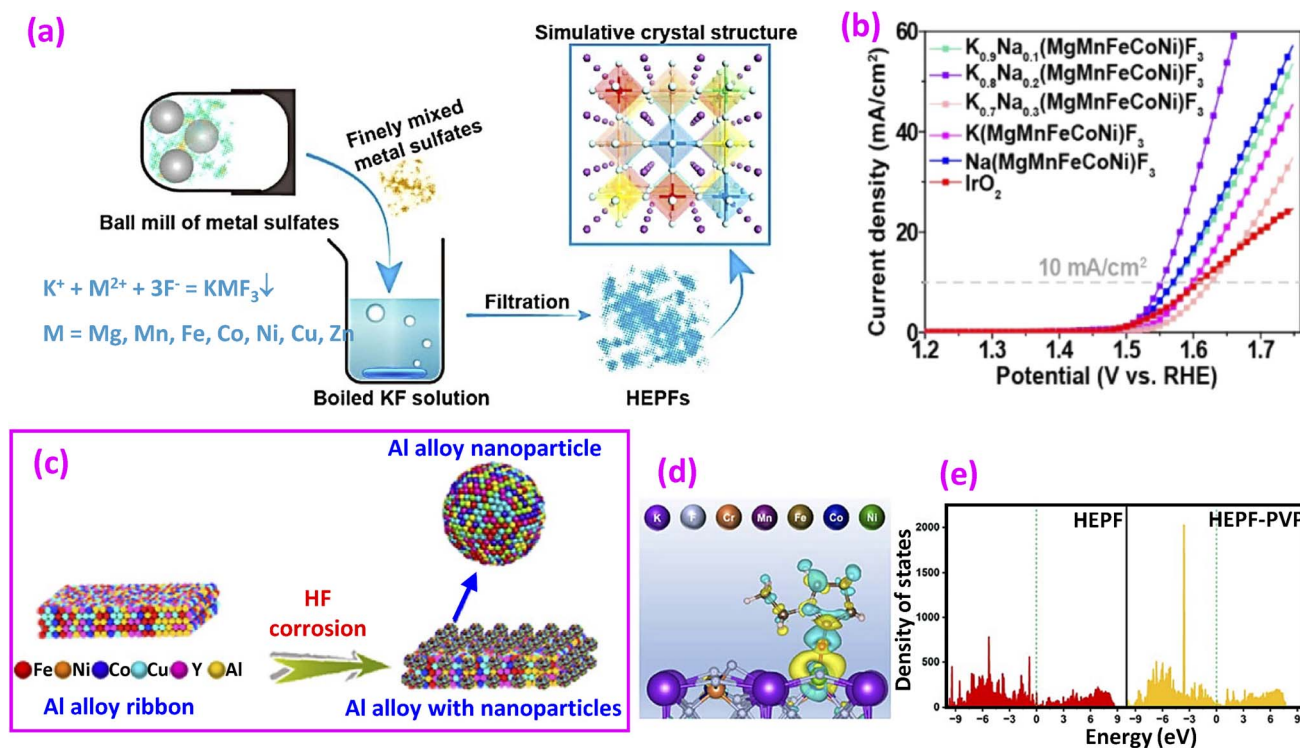 (a)
Simulative crystal structure
Finely mixed
metal sulfates
Ball mill of metal sulfates
K⁺ + M²⁺ + 3F⁻ = KMF₃↓
M = Mg, Mn, Fe, Co, Ni, Cu, Zn
Filtration
Boiled KF solution
HEPFs
(b)
Current density (mA/cm²)
60
40
20
0
K₀.₉Na₀.₁(MgMnFeCoNi)F₃
K₀.₈Na₀.₂(MgMnFeCoNi)F₃
K₀.₇Na₀.₃(MgMnFeCoNi)F₃
K(MgMnFeCoNi)F₃
Na(MgMnFeCoNi)F₃
IrO₂
10 mA/cm²
1.2 1.3 1.4 1.5 1.6 1.7
Potential (V vs. RHE)
(c)
Al alloy nanoparticle
HF
corrosion
Fe Ni Co Cu Y Al
Al alloy ribbon
Al alloy with nanoparticles
(d)
K F Cr Mn Fe Co Ni
(e)
Density of states
2000
1500
1000
500
0
HEPF
HEPF-PVP
−9 −6 −3 0 3 6 9 −9 −6 −3 0 3 6 9
Energy (eV)